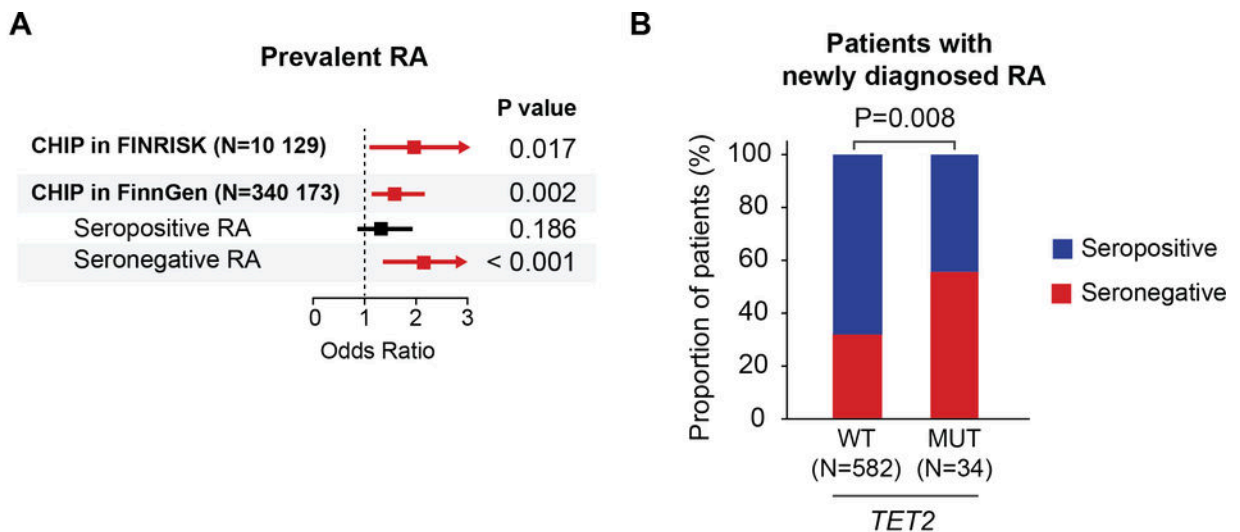 A
Prevalent RA
P value
CHIP in FINRISK (N=10 129) 0.017
CHIP in FinnGen (N=340 173) 0.002
Seropositive RA 0.186
Seronegative RA < 0.001
0 1 2 3
Odds Ratio
B
Patients with
newly diagnosed RA
P=0.008
Proportion of patients (%)
100
80
60
40
20
0
WT MUT
(N=582) (N=34)
TET2
Seropositive
Seronegative